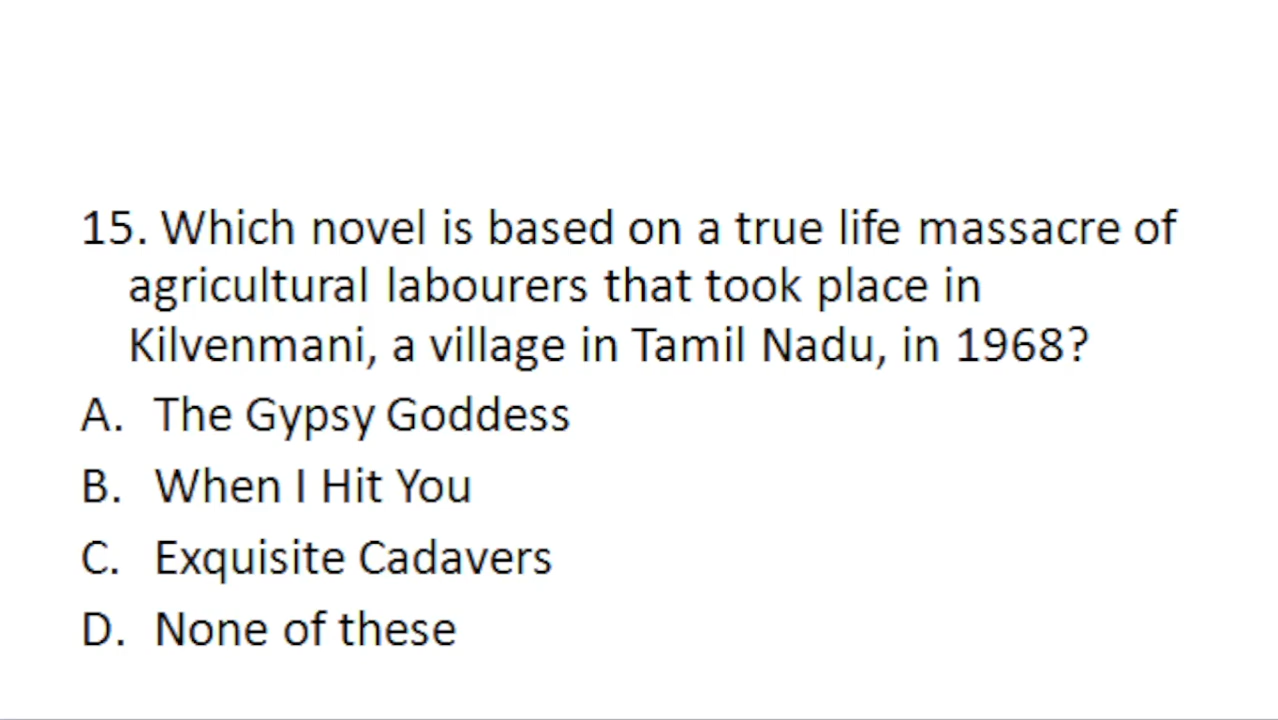 15. Which novel is based on a true life massacre of
agricultural labourers that took place in
Kilvenmani, a village in Tamil Nadu, in 1968?
A. The Gypsy Goddess
B. When I Hit You
C. Exquisite Cadavers
D. None of these